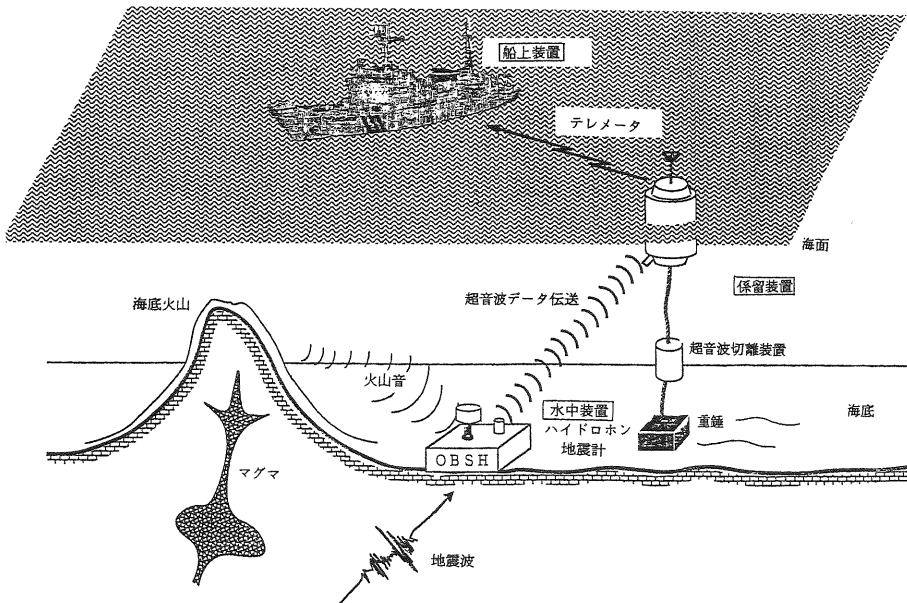 船上装置
テレメータ
海面
係留装置
海底火山
超音波データ伝送
超音波切離装置
火山音
水中装置
ハイドロホン
地震計
重錘
海底
OBSH
マグマ
地震波